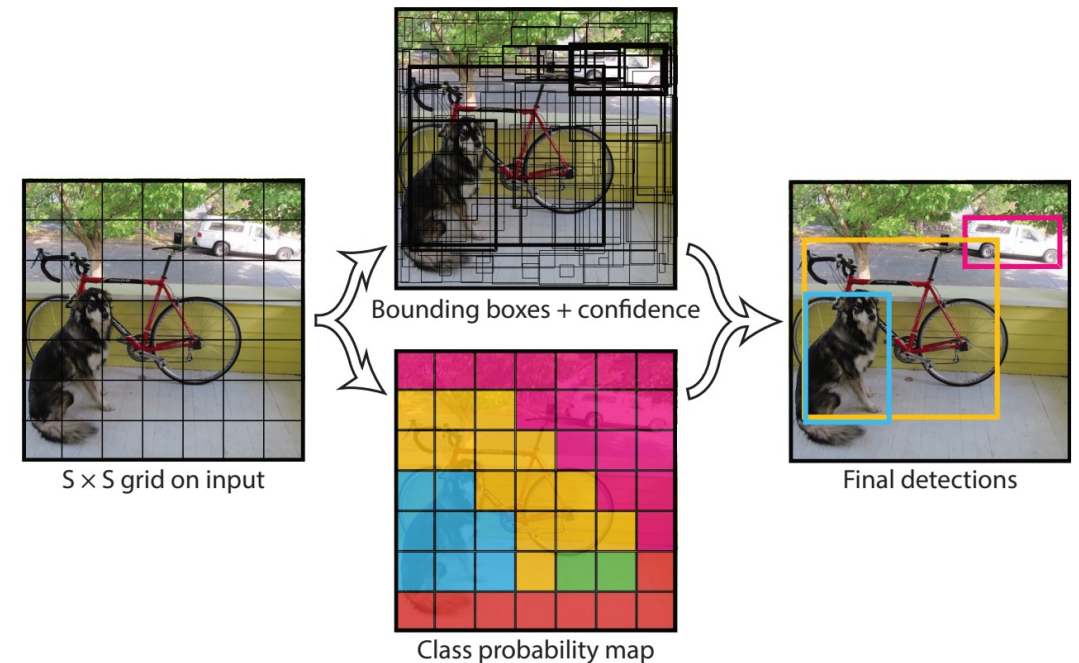 S × S grid on input
Bounding boxes + confidence
Class probability map
Final detections